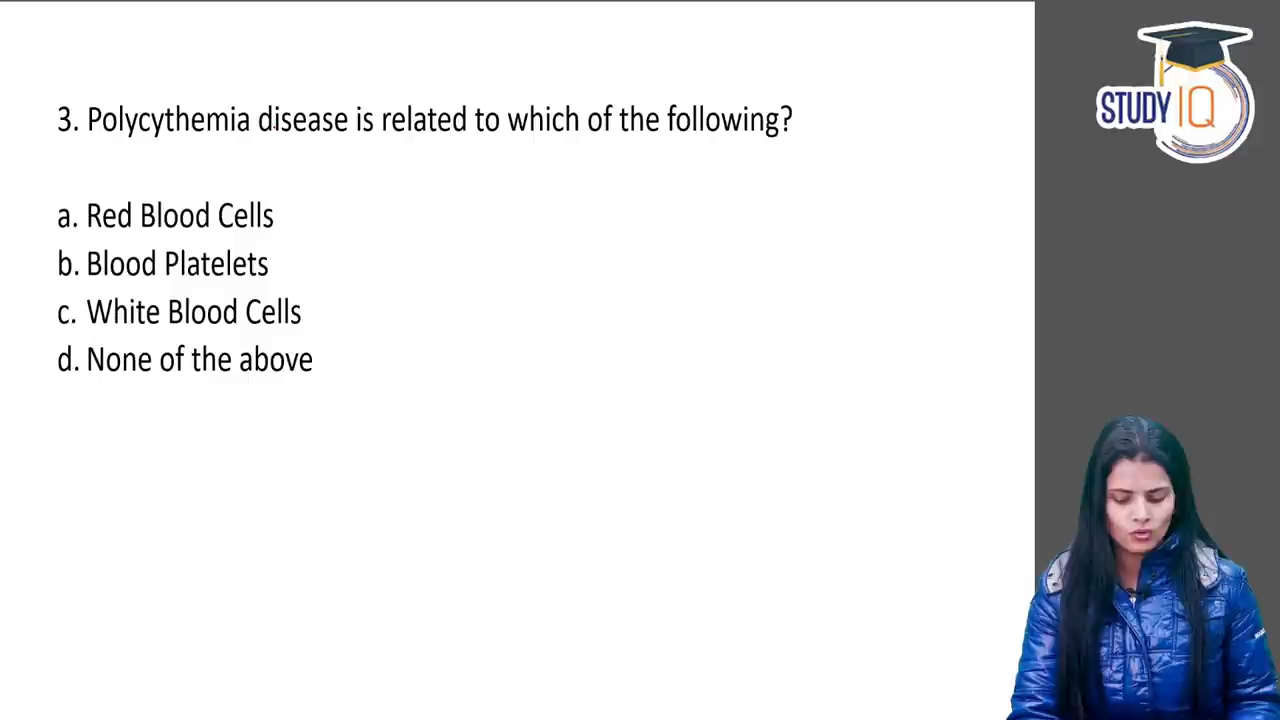 3. Polycythemia disease is related to which of the following?
a. Red Blood Cells
b. Blood Platelets
c. White Blood Cells
d. None of the above
STUDY IQ